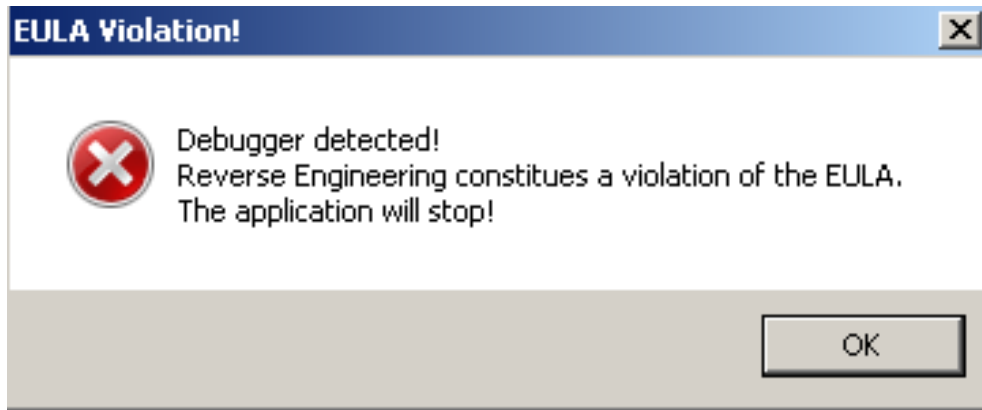 EULA Violation!
Debugger detected!
Reverse Engineering constitues a violation of the EULA.
The application will stop!
OK